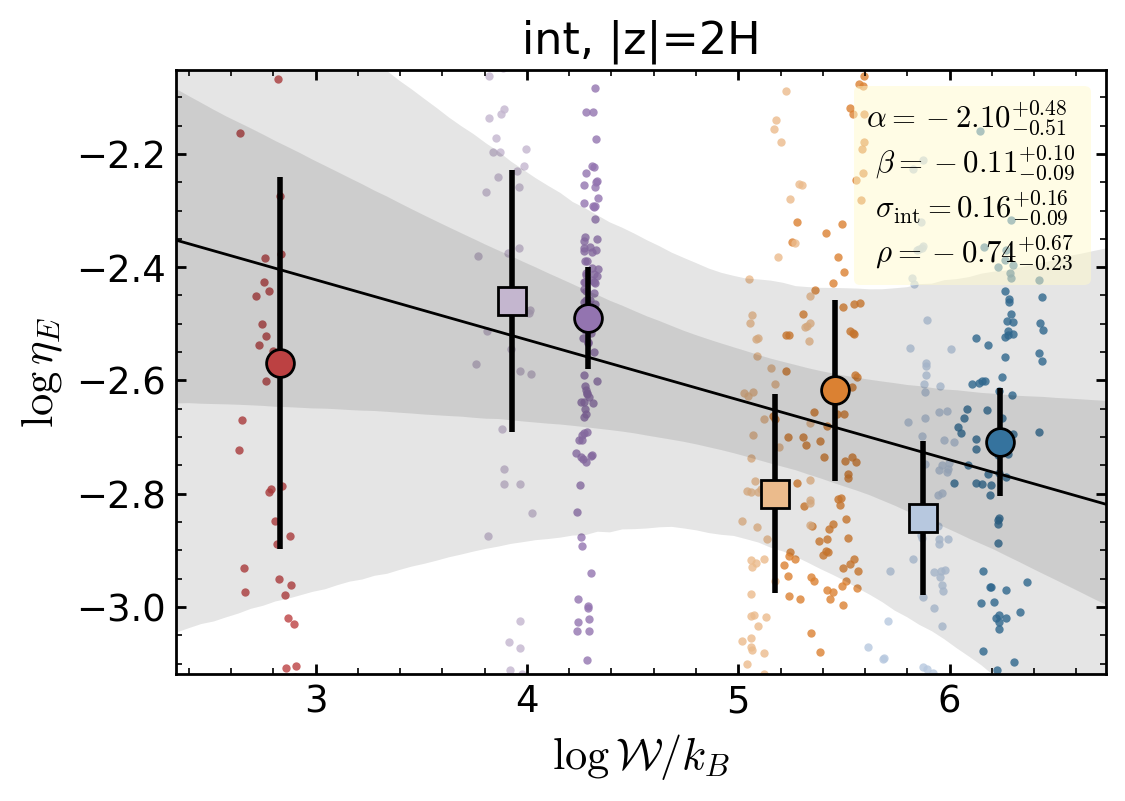 int, |z|=2H
α = −2.10 +0.48 −0.51
β = −0.11 +0.10 −0.09
σ_int = 0.16 +0.16 −0.09
ρ = −0.74 +0.67 −0.23
log η_E
−2.2
−2.4
−2.6
−2.8
−3.0
3 4 5 6
log 𝒲/k_B